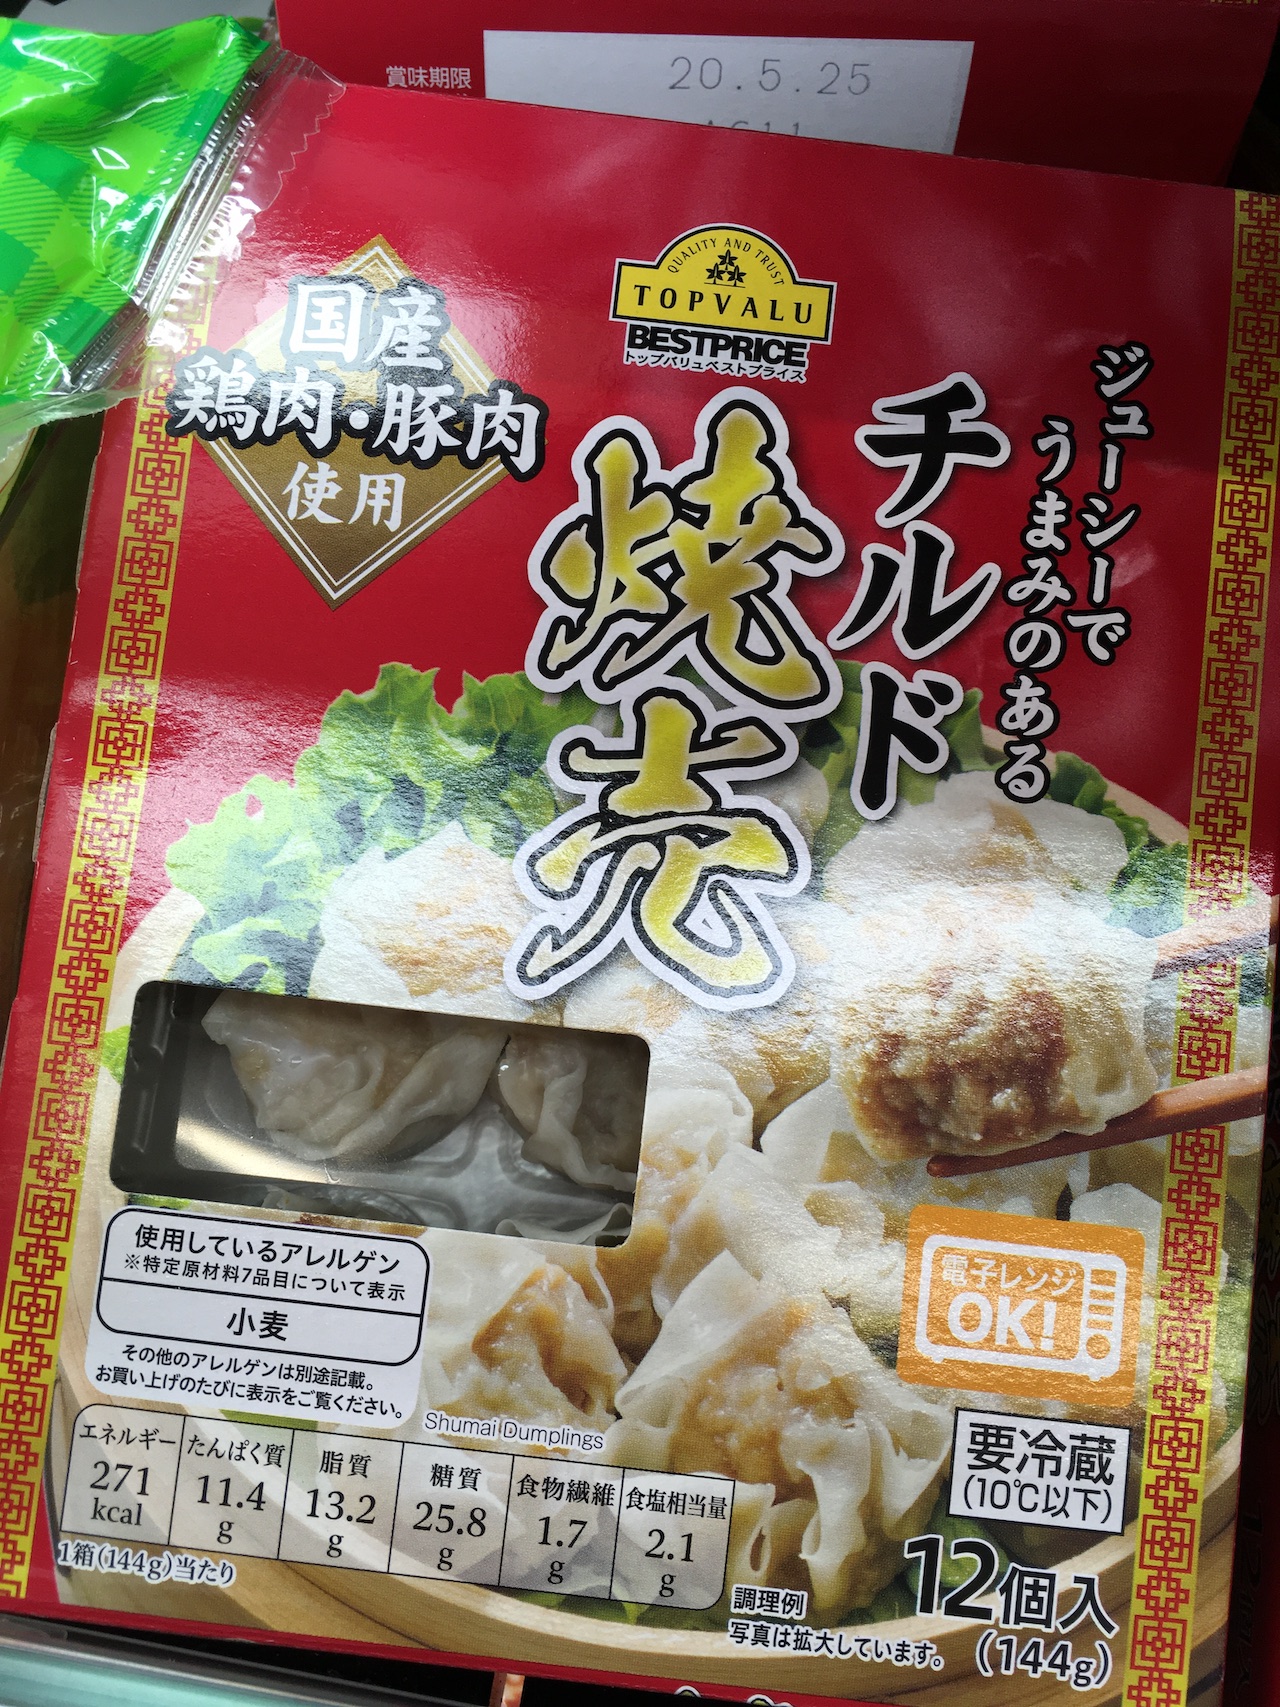 賞味期限
20.5.25
QUALITY AND TRUST
TOPVALU
BESTPRICE
トップバリュベストプライス
国産
鶏肉・豚肉
使用
ジューシーで
うまみのある
チルド
焼売
使用しているアレルゲン
※特定原材料7品目について表示
小麦
その他のアレルゲンは別途記載。
お買い上げのたびに表示をご覧ください。
電子レンジ
OK!
Shumai Dumplings
エネルギー 271 kcal
たんぱく質 11.4 g
脂質 13.2 g
糖質 25.8 g
食物繊維 1.7 g
食塩相当量 2.1 g
1箱(144g)当たり
要冷蔵
(10℃以下)
12個入
(144g)
調理例
写真は拡大しています。